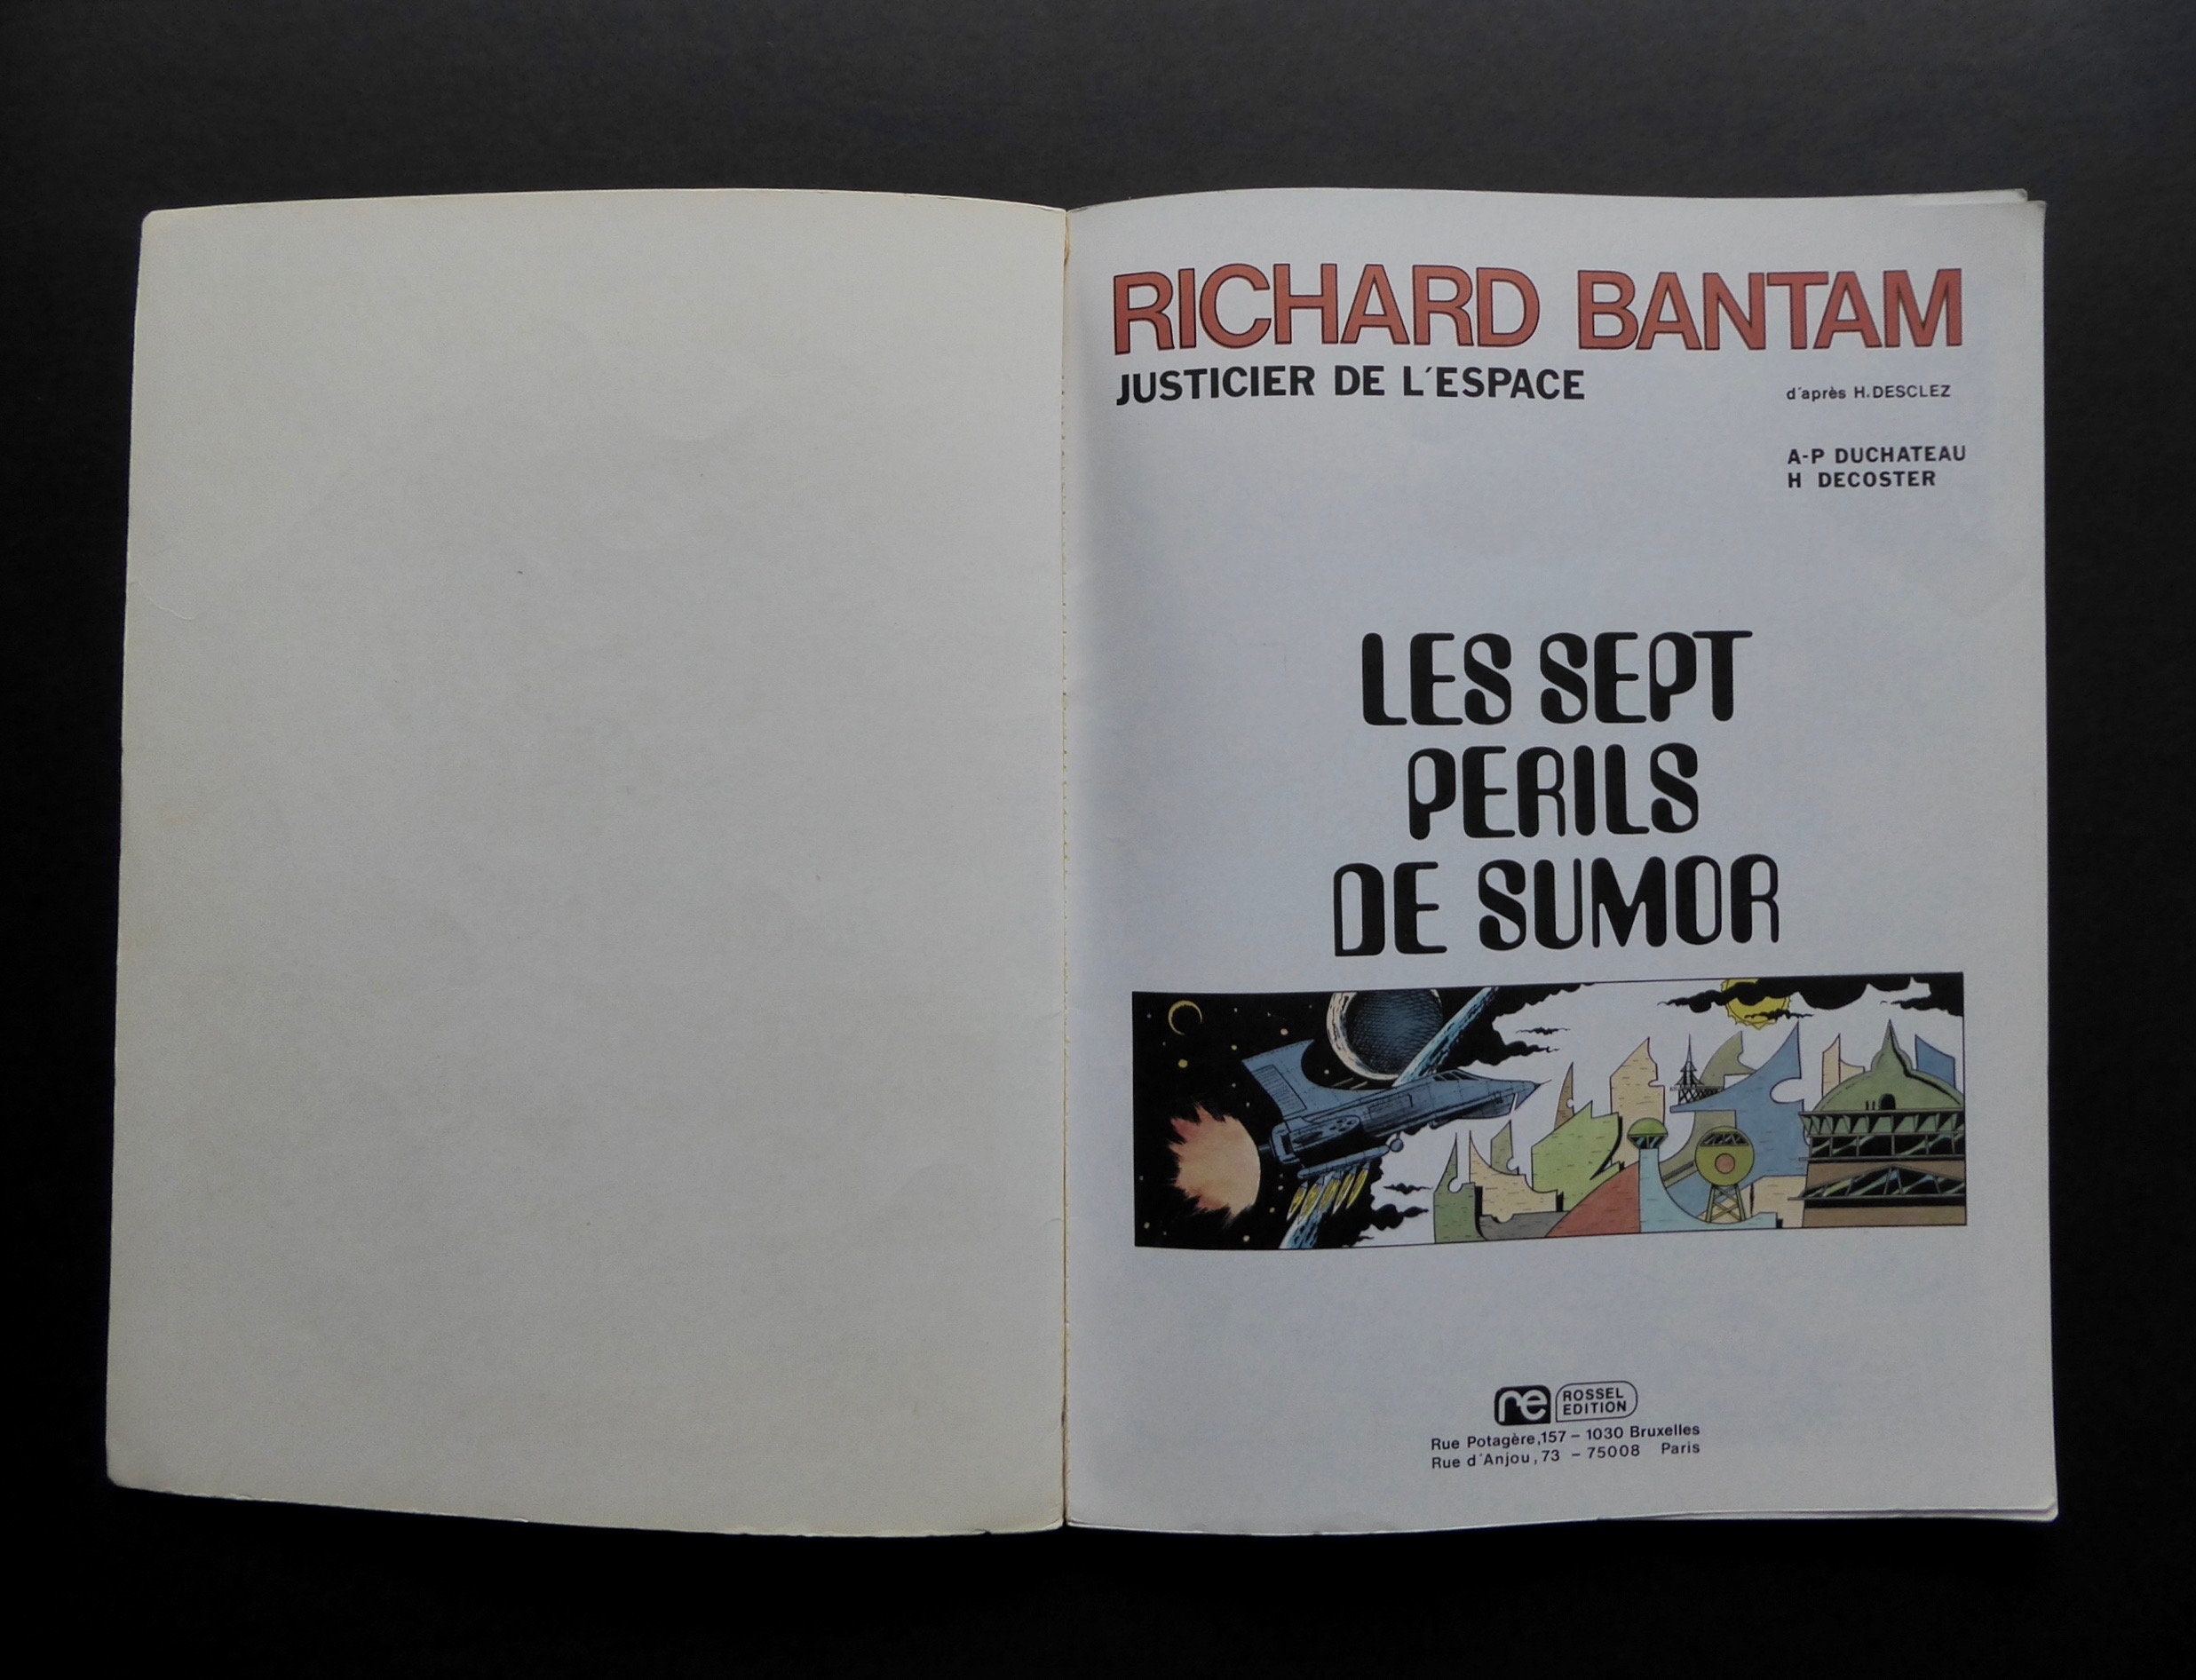 RICHARD BANTAM
JUSTICIER DE L'ESPACE
d'après H.DESCLEZ
A-P DUCHATEAU
H DECOSTER
LES SEPT
PERILS
DE SUMOR
re ROSSEL
EDITION
Rue Potagère,157 – 1030 Bruxelles
Rue d'Anjou, 73 – 75008 Paris